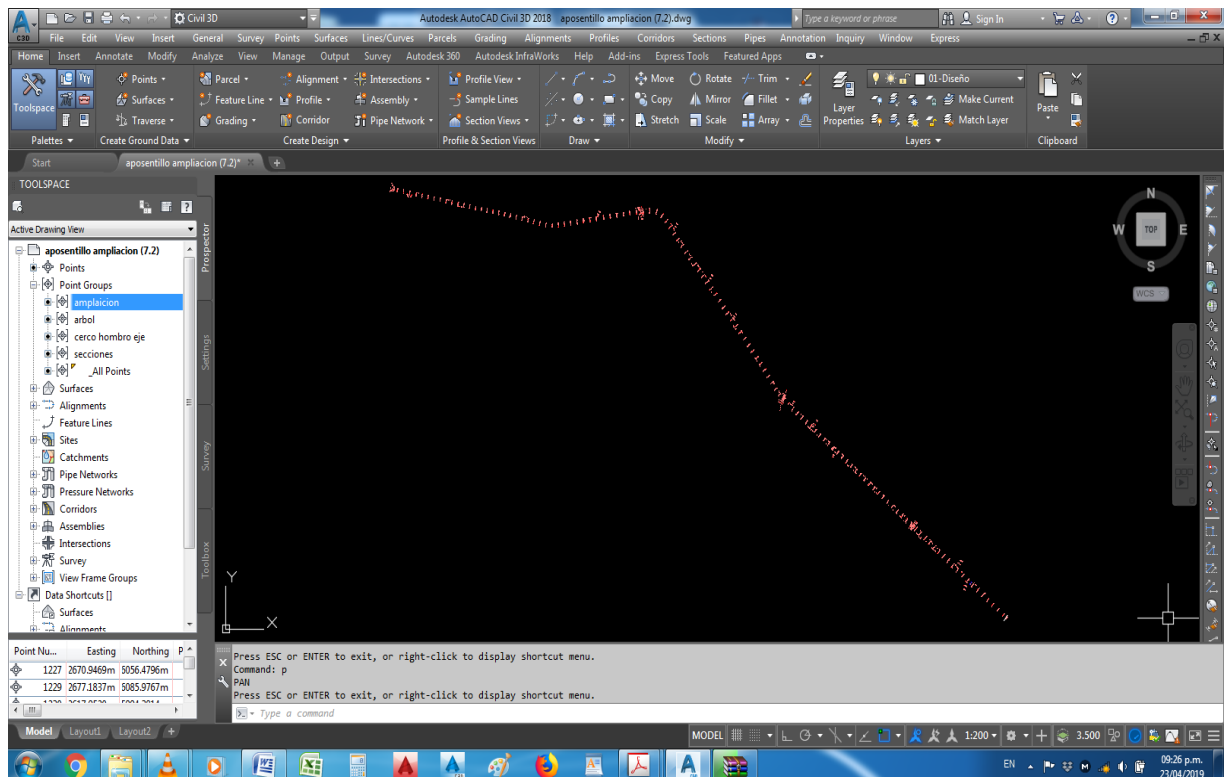 Civil 3D
Autodesk AutoCAD Civil 3D 2018 aposentillo ampliacion (7.2).dwg
Type a keyword or phrase
Sign In
C3D
File Edit View Insert General Survey Points Surfaces Lines/Curves Parcels Grading Alignments Profiles Corridors Sections Pipes Annotation Inquiry Window Express
Home Insert Annotate Modify Analyze View Manage Output Survey Autodesk 360 Autodesk InfraWorks Help Add-ins Express Tools Featured Apps
Points Parcel Alignment Intersections Profile View Move Rotate Trim 01-Diseño
Toolspace Surfaces Feature Line Profile Assembly Sample Lines Copy Mirror Fillet Layer Properties Make Current Paste
Traverse Grading Corridor Pipe Network Section Views Stretch Scale Array Match Layer
Palettes Create Ground Data Create Design Profile & Section Views Draw Modify Layers Clipboard
Start aposentillo ampliacion (7.2)*
TOOLSPACE
Active Drawing View
aposentillo ampliacion (7.2)
Points
Point Groups
amplaicion
arbol
cerco hombro eje
secciones
_All Points
Surfaces
Alignments
Feature Lines
Sites
Catchments
Pipe Networks
Pressure Networks
Corridors
Assemblies
Intersections
Survey
View Frame Groups
Data Shortcuts []
Surfaces
Alignments
Prospector
Settings
Survey
Toolbox
N
W TOP E
S
WCS
Y
X
Point Nu... Easting Northing P
1227 2670.9469m 5056.4796m
1229 2677.1837m 5085.9767m
Press ESC or ENTER to exit, or right-click to display shortcut menu.
Command: p
PAN
Press ESC or ENTER to exit, or right-click to display shortcut menu.
Type a command
Model Layout1 Layout2 +
MODEL 1:200 3.500
EN 09:26 p.m.
23/04/2019